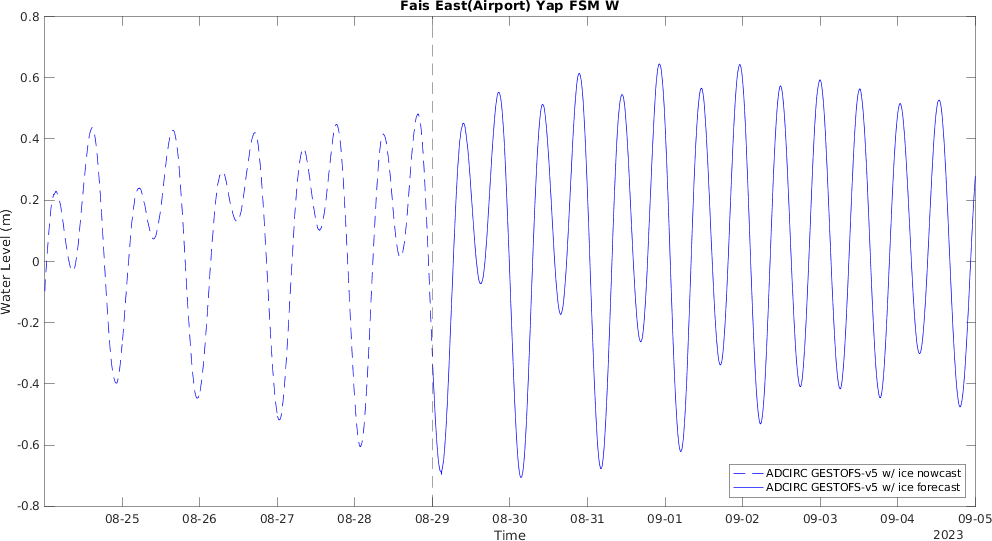 Fais East(Airport) Yap FSM W
Water Level (m)
0.8
0.6
0.4
0.2
0
-0.2
-0.4
-0.6
-0.8
08-25 08-26 08-27 08-28 08-29 08-30 08-31 09-01 09-02 09-03 09-04 09-05
Time
2023
ADCIRC GESTOFS-v5 w/ ice nowcast
ADCIRC GESTOFS-v5 w/ ice forecast